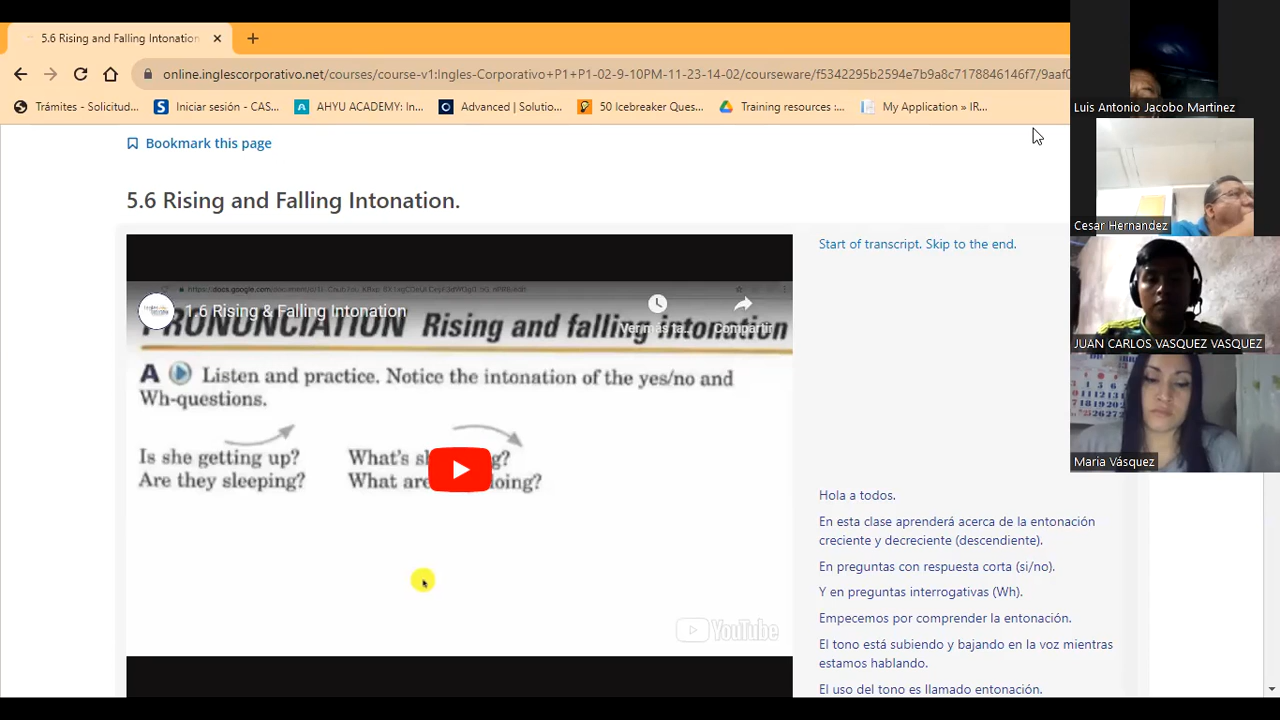 5.6 Rising and Falling Intonation
online.inglescorporativo.net/courses/course-v1:Ingles-Corporativo+P1+P1-02-9-10PM-11-23-14-02/courseware/f5342295b2594e7b9a8c7178846146f7/9aaf0
Trámites - Solicitud...
Iniciar sesión - CAS...
AHYU ACADEMY: In...
Advanced | Solutio...
50 Icebreaker Ques...
Training resources :...
My Application » IR...
Bookmark this page
5.6 Rising and Falling Intonation.
1.6 Rising & Falling Intonation
Ver más ta...
Compartir
PRONUNCIATION Rising and falling intonation
A Listen and practice. Notice the intonation of the yes/no and
Wh-questions.
Is she getting up?
What's
Are they sleeping?
What are doing?
YouTube
Start of transcript. Skip to the end.
Hola a todos.
En esta clase aprenderá acerca de la entonación
creciente y decreciente (descendiente).
En preguntas con respuesta corta (si/no).
Y en preguntas interrogativas (Wh).
Empecemos por comprender la entonación.
El tono está subiendo y bajando en la voz mientras
estamos hablando.
El uso del tono es llamado entonación.
Luis Antonio Jacobo Martinez
Cesar Hernandez
JUAN CARLOS VASQUEZ VASQUEZ
Maria Vásquez